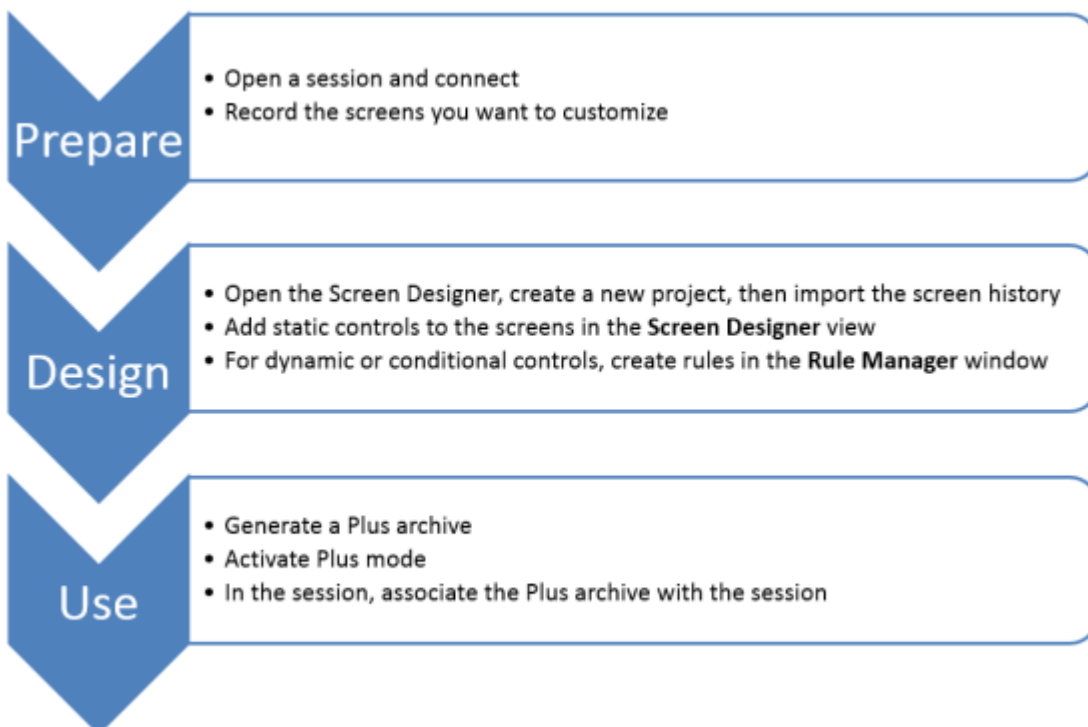 Prepare
• Open a session and connect
• Record the screens you want to customize
Design
• Open the Screen Designer, create a new project, then import the screen history
• Add static controls to the screens in the Screen Designer view
• For dynamic or conditional controls, create rules in the Rule Manager window
Use
• Generate a Plus archive
• Activate Plus mode
• In the session, associate the Plus archive with the session